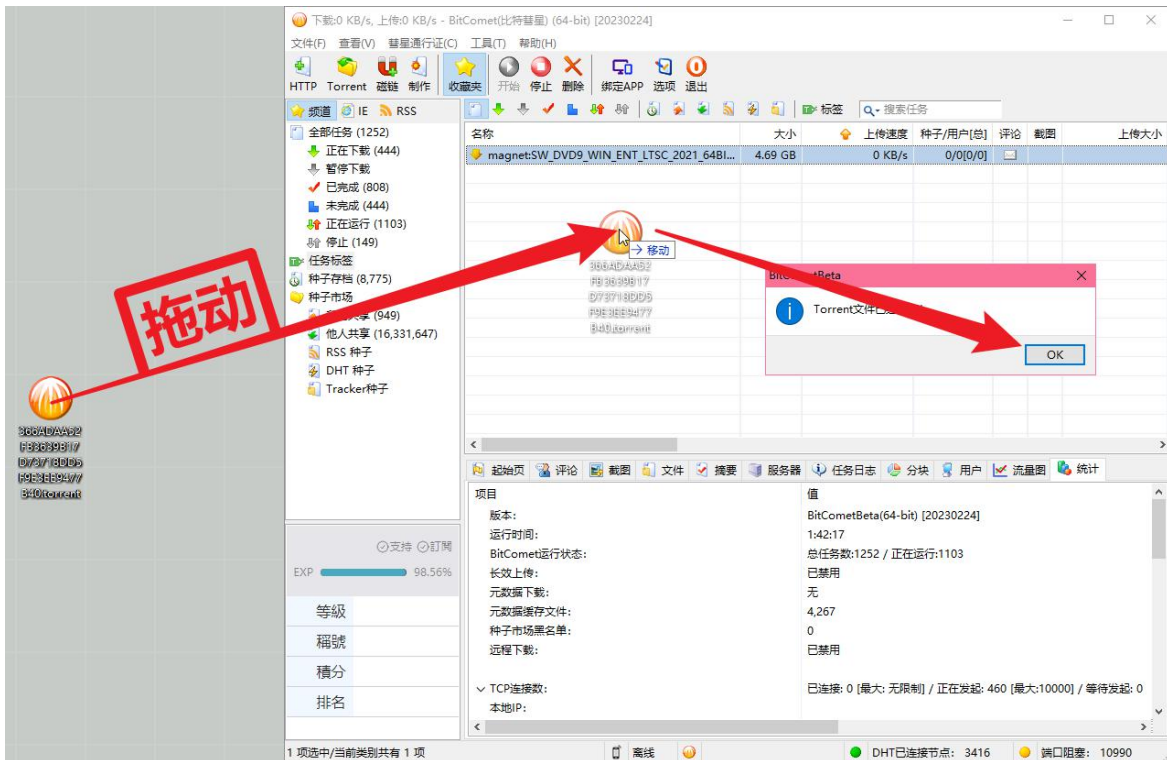 下载:0 KB/s, 上传:0 KB/s - BitComet(比特彗星) (64-bit) [20230224]
文件(F) 查看(V) 彗星通行证(C) 工具(T) 帮助(H)
HTTP Torrent 磁链 制作 收藏夹 开始 停止 删除 绑定APP 选项 退出
频道 IE RSS
标签 搜索任务
全部任务 (1252)
正在下载 (444)
暂停下载
已完成 (808)
未完成 (444)
正在运行 (1103)
停止 (149)
任务标签
种子存档 (8,775)
种子市场
(949)
他人共享 (16,331,647)
RSS 种子
DHT 种子
Tracker种子
名称 大小 上传速度 种子/用户[总] 评论 截图 上传大小
magnet:SW_DVD9_WIN_ENT_LTSC_2021_64BI... 4.69 GB 0 KB/s 0/0[0/0]
移动
366ADAA52
FB3639B17
D73718DD5
F9E3EE9477
B40.torrent
拖动
366ADAA52
FB3639B17
D73718DD5
F9E3EE9477
B40.torrent
Torrent文件已
OK
起始页 评论 截图 文件 摘要 服务器 任务日志 分块 用户 流量图 统计
项目 值
版本: BitCometBeta(64-bit) [20230224]
运行时间: 1:42:17
BitComet运行状态: 总任务数:1252 / 正在运行:1103
长效上传: 已禁用
元数据下载: 无
元数据缓存文件: 4,267
种子市场黑名单: 0
远程下载: 已禁用
TCP连接数: 已连接: 0 [最大: 无限制] / 正在发起: 460 [最大:10000] / 等待发起: 0
本地IP:
支持 訂閱
EXP 98.56%
等級
稱號
積分
排名
1 项选中/当前类别共有 1 项 离线 DHT已连接节点: 3416 端口阻塞: 10990